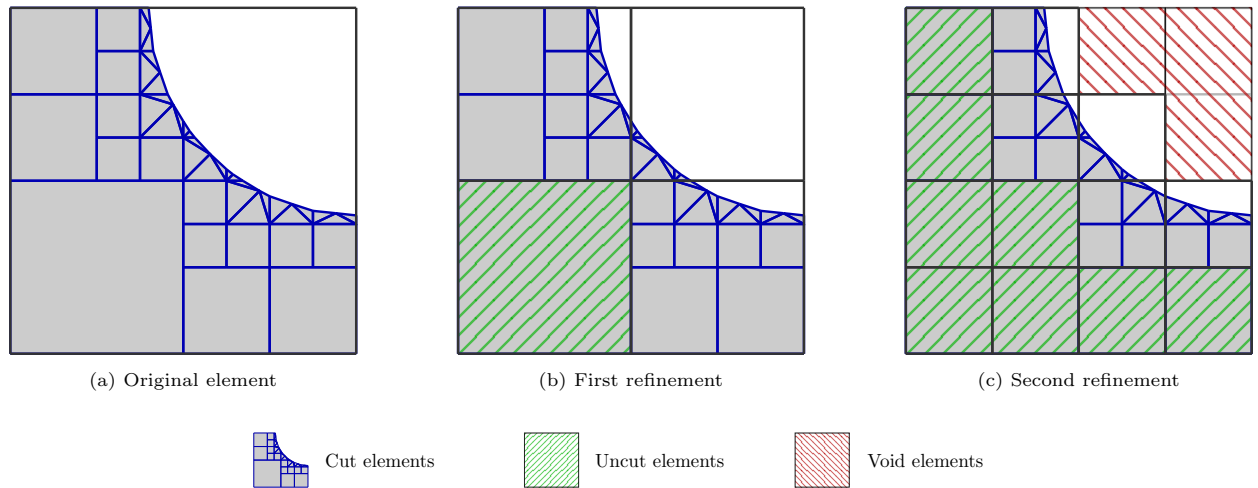 (a) Original element
(b) First refinement
(c) Second refinement
Cut elements
Uncut elements
Void elements